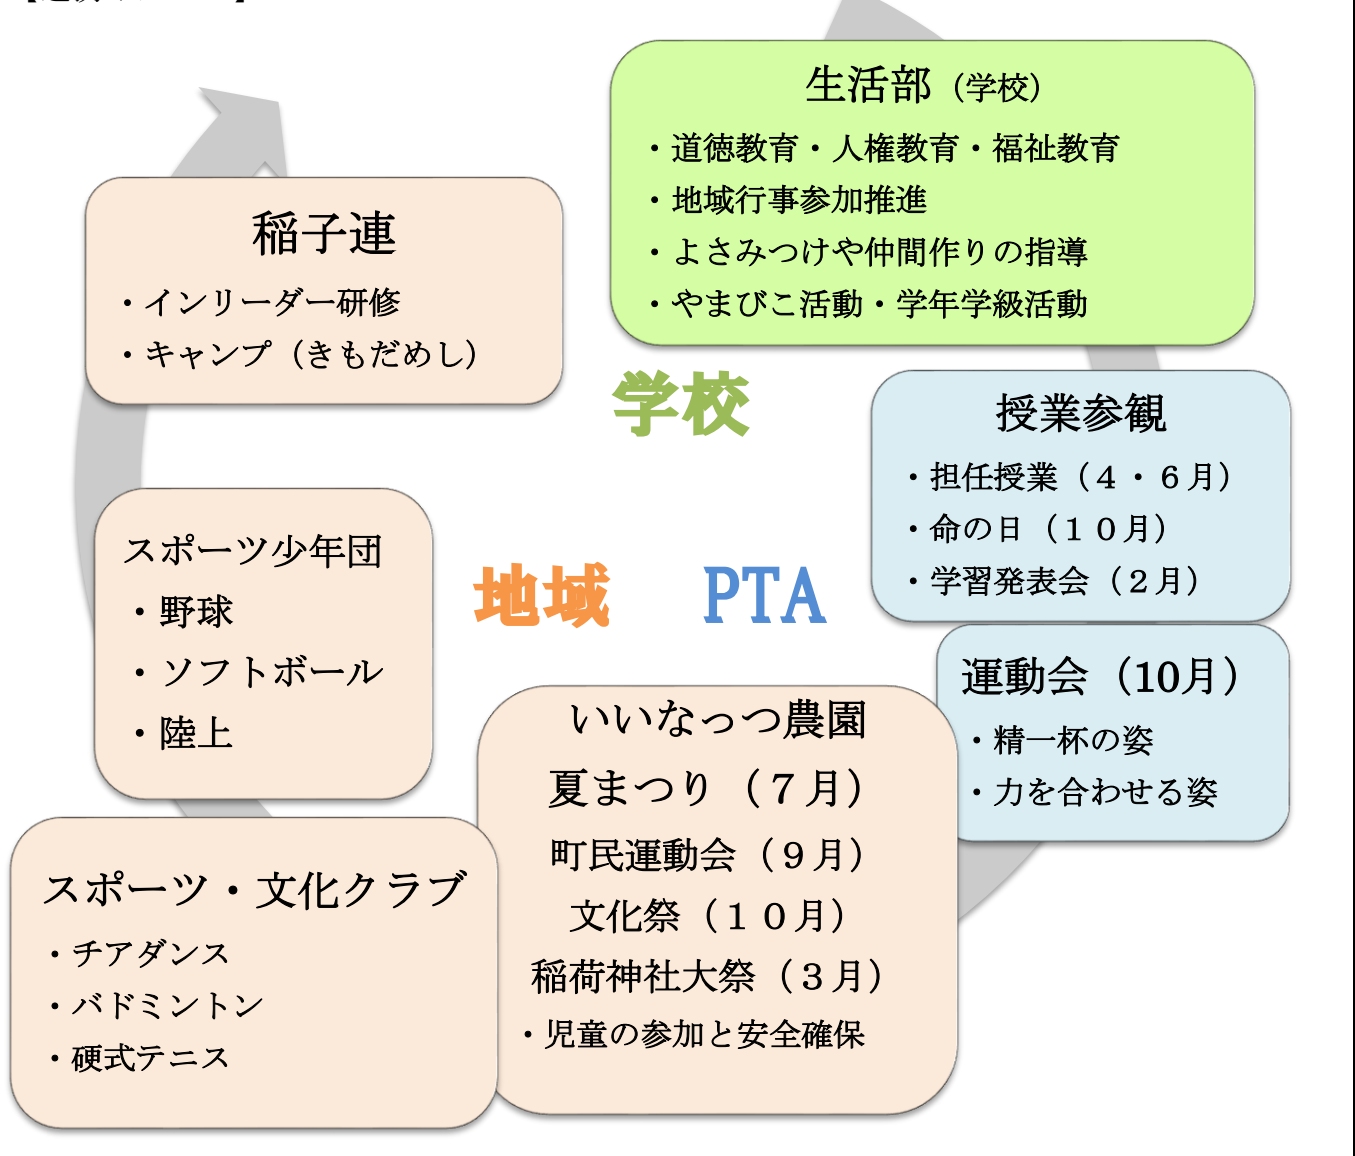 生活部（学校）
・道徳教育・人権教育・福祉教育
・地域行事参加推進
・よさみつけや仲間作りの指導
・やまびこ活動・学年学級活動
稲子連
・インリーダー研修
・キャンプ（きもだめし）
学校
授業参観
・担任授業（４・６月）
・命の日（１０月）
・学習発表会（２月）
スポーツ少年団
・野球
・ソフトボール
・陸上
地域
PTA
運動会（10月）
・精一杯の姿
・力を合わせる姿
いいなっつ農園
夏まつり（７月）
町民運動会（９月）
文化祭（１０月）
稲荷神社大祭（３月）
・児童の参加と安全確保
スポーツ・文化クラブ
・チアダンス
・バドミントン
・硬式テニス